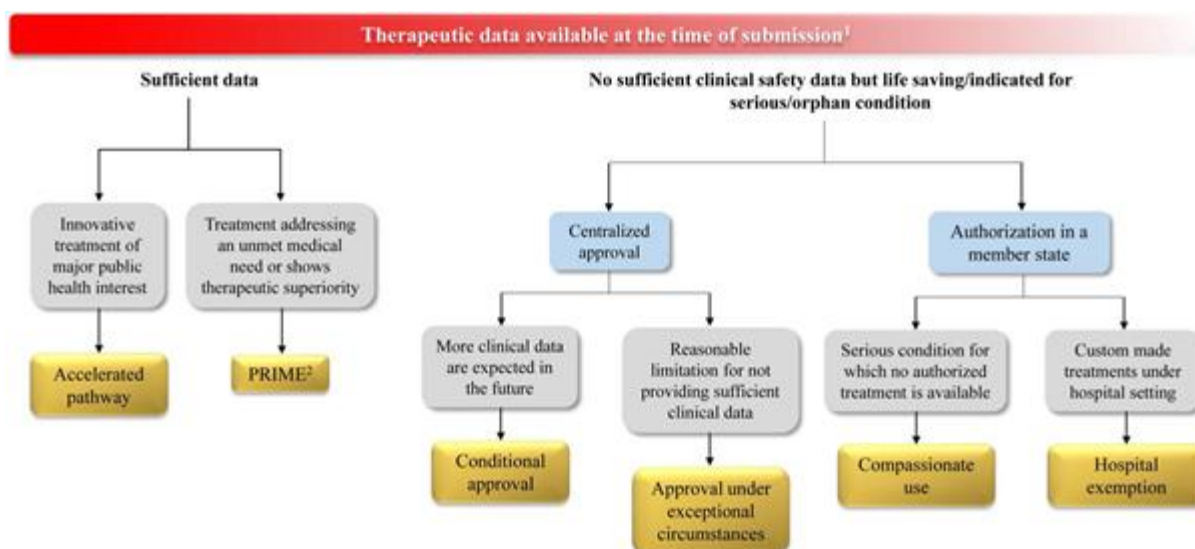 Therapeutic data available at the time of submission¹
Sufficient data
No sufficient clinical safety data but life saving/indicated for
serious/orphan condition
Innovative
treatment of
major public
health interest
Treatment addressing
an unmet medical
need or shows
therapeutic superiority
Centralized
approval
Authorization in a
member state
Accelerated
pathway
PRIME²
More clinical data
are expected in
the future
Reasonable
limitation for not
providing sufficient
clinical data
Serious condition for
which no authorized
treatment is available
Custom made
treatments under
hospital setting
Conditional
approval
Approval under
exceptional
circumstances
Compassionate
use
Hospital
exemption